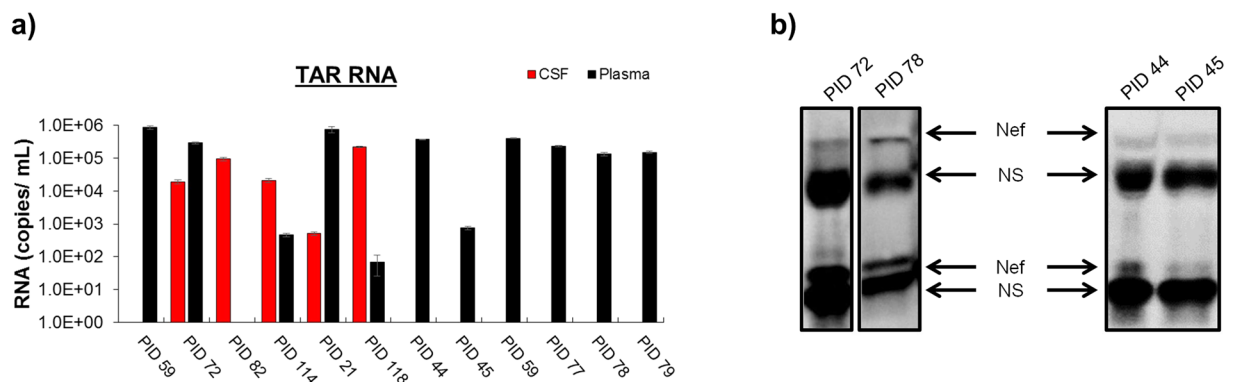 a)
TAR RNA
CSF Plasma
RNA (copies/ mL)
1.0E+06
1.0E+05
1.0E+04
1.0E+03
1.0E+02
1.0E+01
1.0E+00
PID 59
PID 72
PID 82
PID 114
PID 21
PID 118
PID 44
PID 45
PID 59
PID 77
PID 78
PID 79
b)
PID 72
PID 78
PID 44
PID 45
Nef
NS
Nef
NS